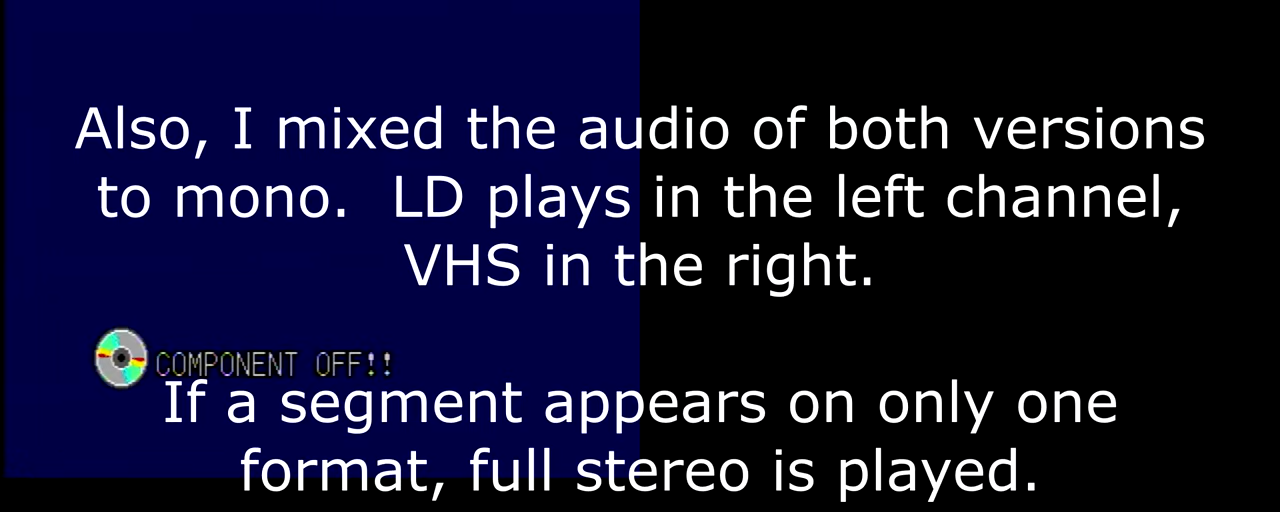 Also, I mixed the audio of both versions
to mono.  LD plays in the left channel,
VHS in the right.
COMPONENT OFF!!
If a segment appears on only one
format, full stereo is played.